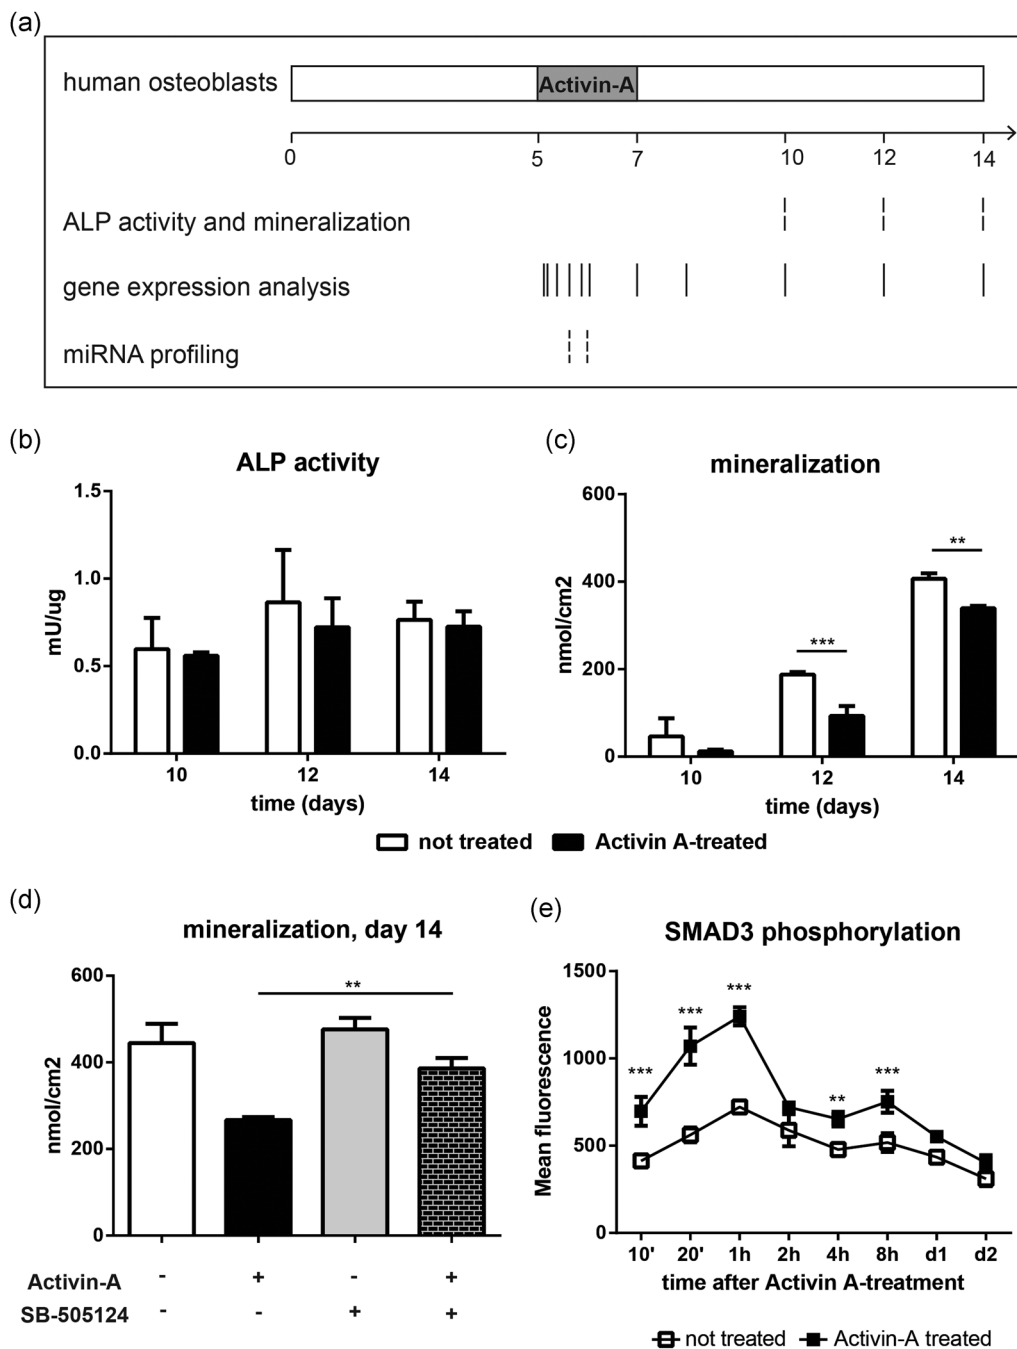 (a)
human osteoblasts
Activin-A
0 5 7 10 12 14
ALP activity and mineralization
gene expression analysis
miRNA profiling
(b)
ALP activity
1.5
1.0
0.5
0.0
mU/ug
10 12 14
time (days)
(c)
mineralization
600
400
200
0
nmol/cm2
***
**
10 12 14
time (days)
not treated Activin A-treated
(d)
mineralization, day 14
600
400
200
0
nmol/cm2
**
Activin-A - + - +
SB-505124 - - + +
(e)
SMAD3 phosphorylation
1500
1000
500
0
Mean fluorescence
*** *** *** ** ***
10' 20' 1h 2h 4h 8h d1 d2
time after Activin A-treatment
not treated Activin-A treated